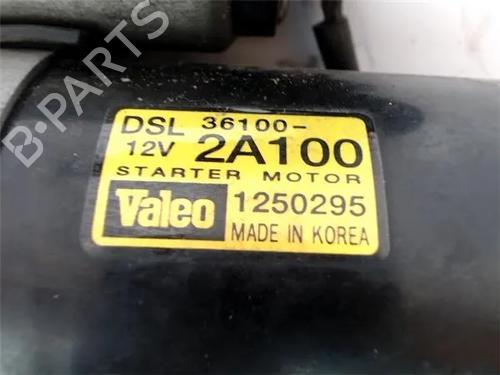 B-PARTS
DSL 36100-
12V 2A100
STARTER MOTOR
Valeo 1250295
MADE IN KOREA